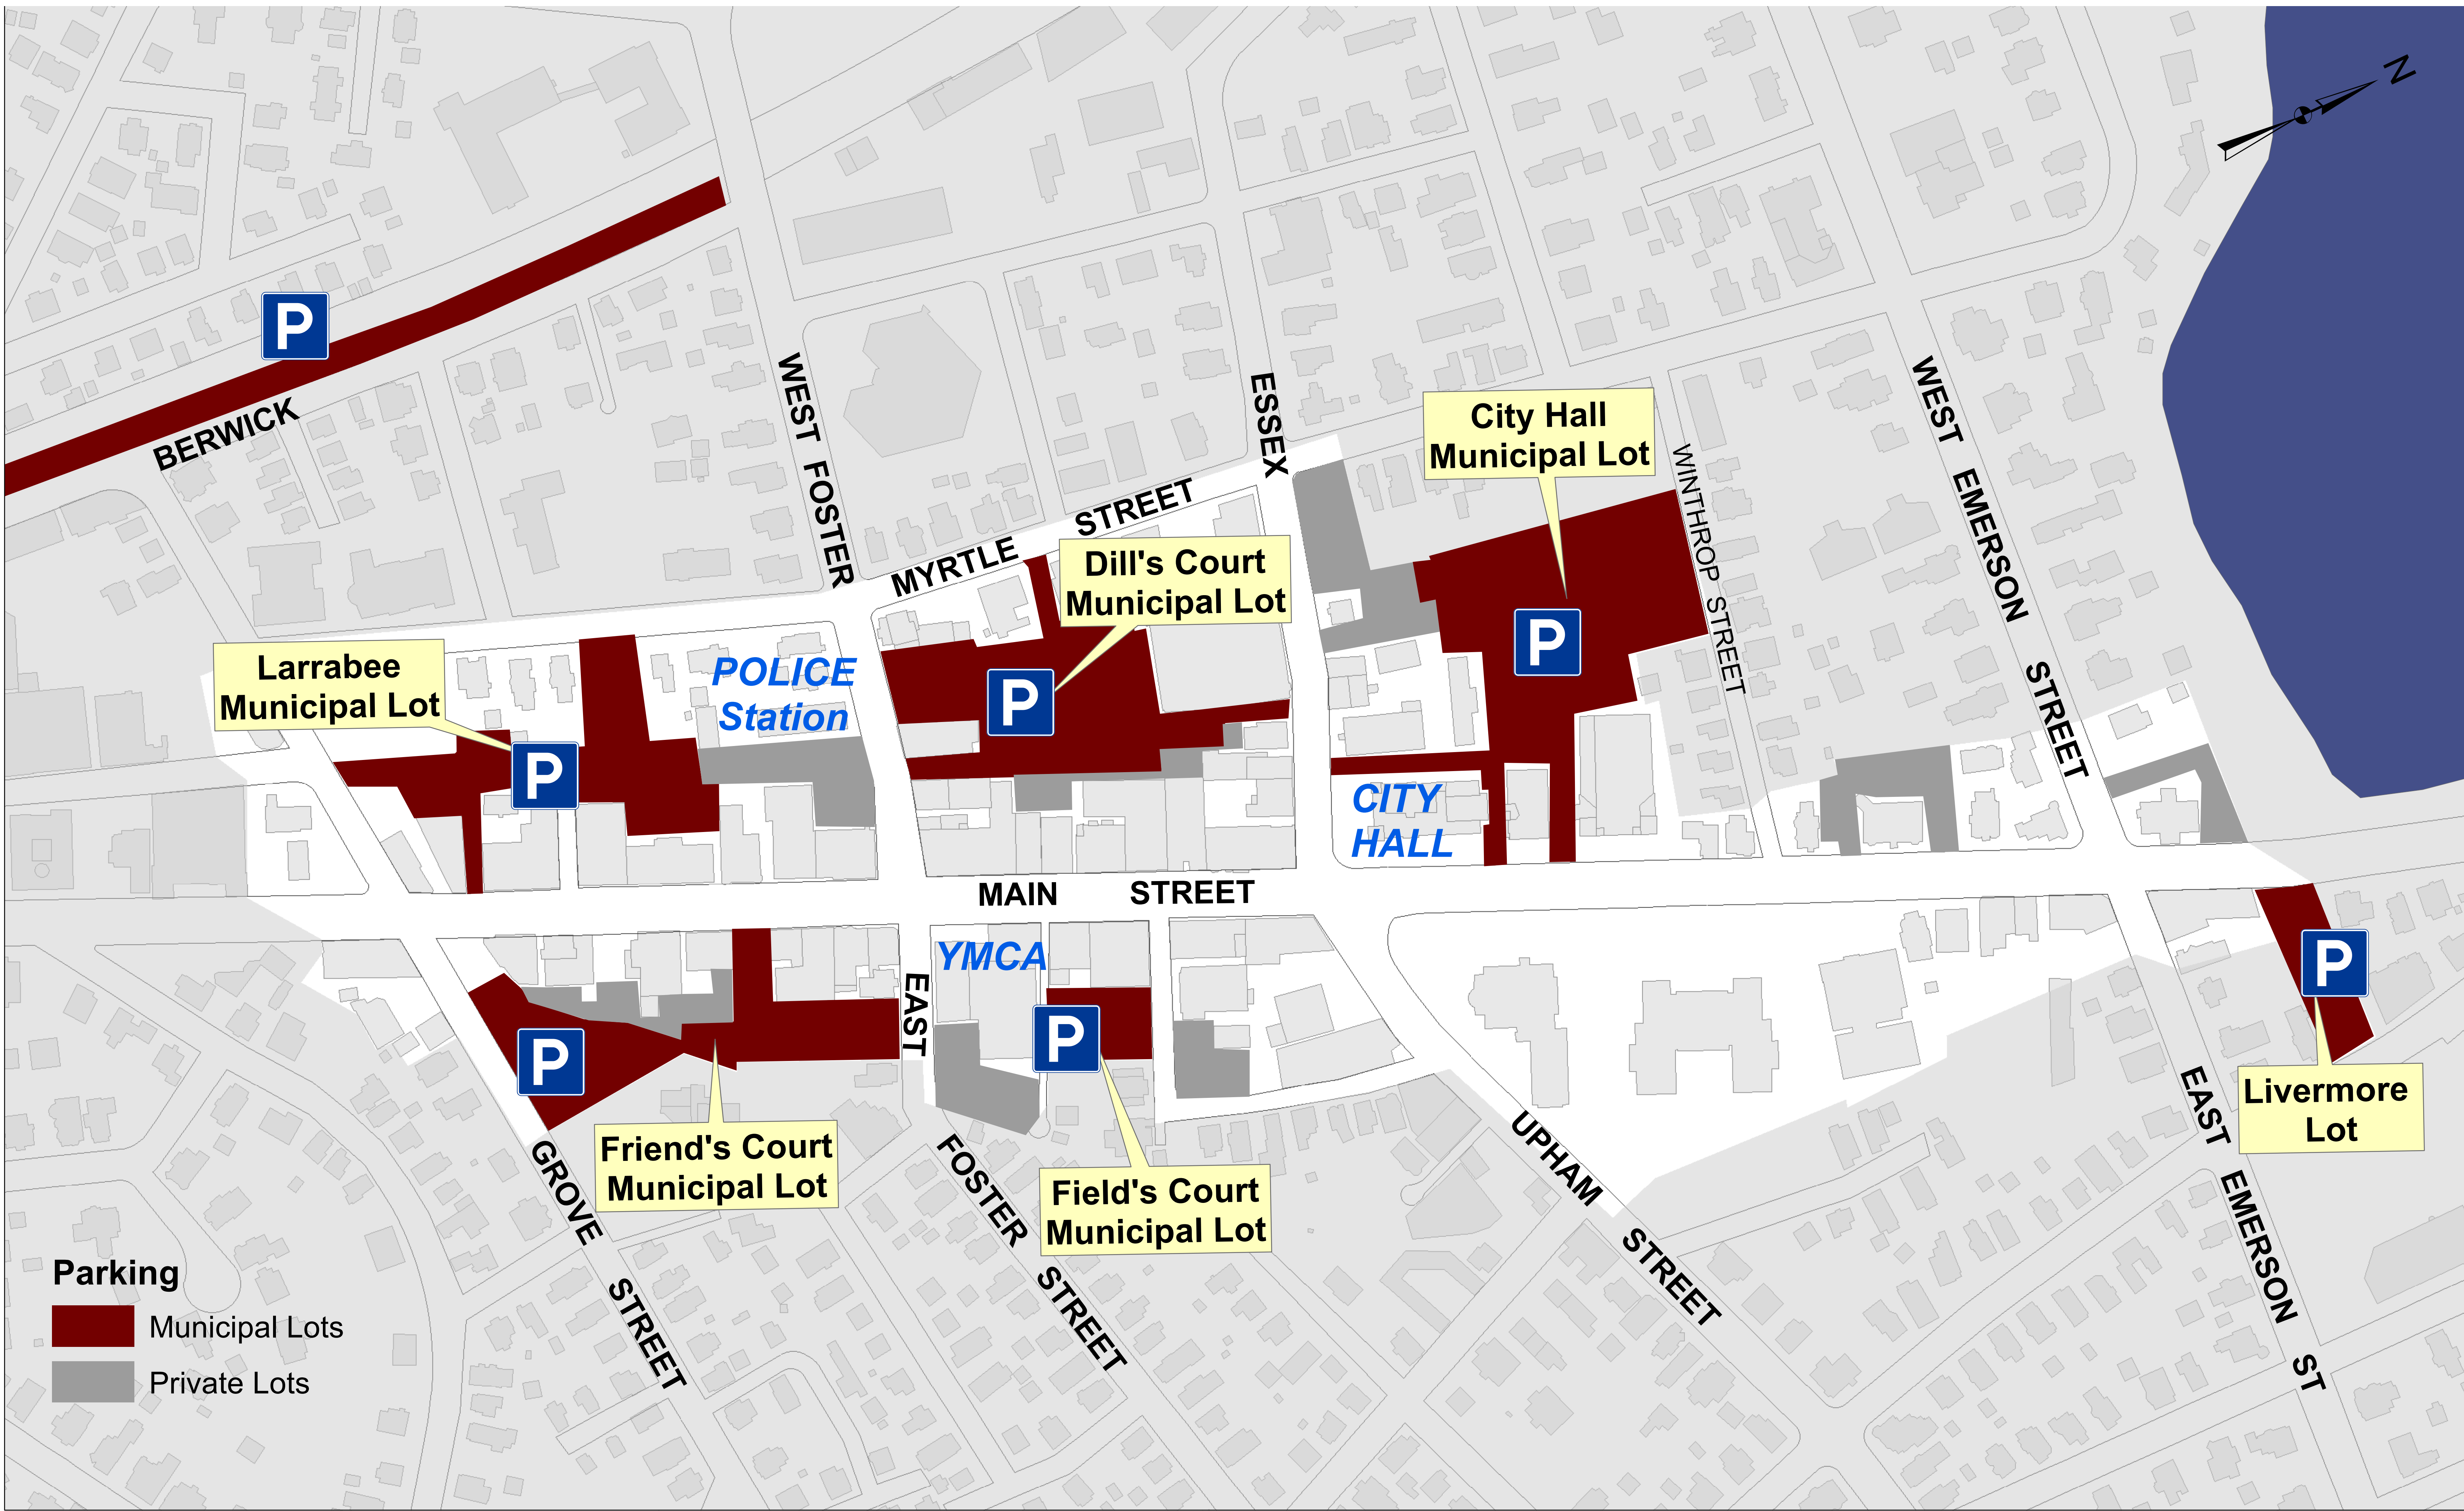 N
P
BERWICK
WEST FOSTER
ESSEX
WEST EMERSON STREET
City Hall
Municipal Lot
WINTHROP STREET
MYRTLE STREET
Dill's Court
Municipal Lot
P
P
Larrabee
Municipal Lot
POLICE
Station
P
CITY
HALL
MAIN STREET
YMCA
EAST FOSTER STREET
P
P
P
Livermore
Lot
Friend's Court
Municipal Lot
Field's Court
Municipal Lot
GROVE STREET
UPHAM STREET
EAST EMERSON ST
Parking
Municipal Lots
Private Lots